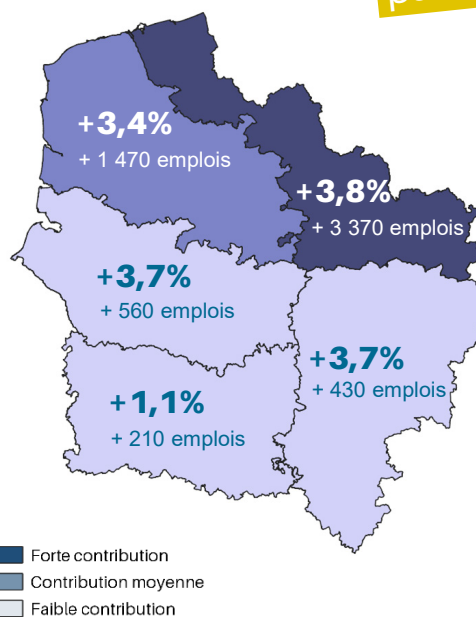 +3,4%
+ 1 470 emplois
+3,8%
+ 3 370 emplois
+3,7%
+ 560 emplois
+3,7%
+ 430 emplois
+1,1%
+ 210 emplois
Forte contribution
Contribution moyenne
Faible contribution